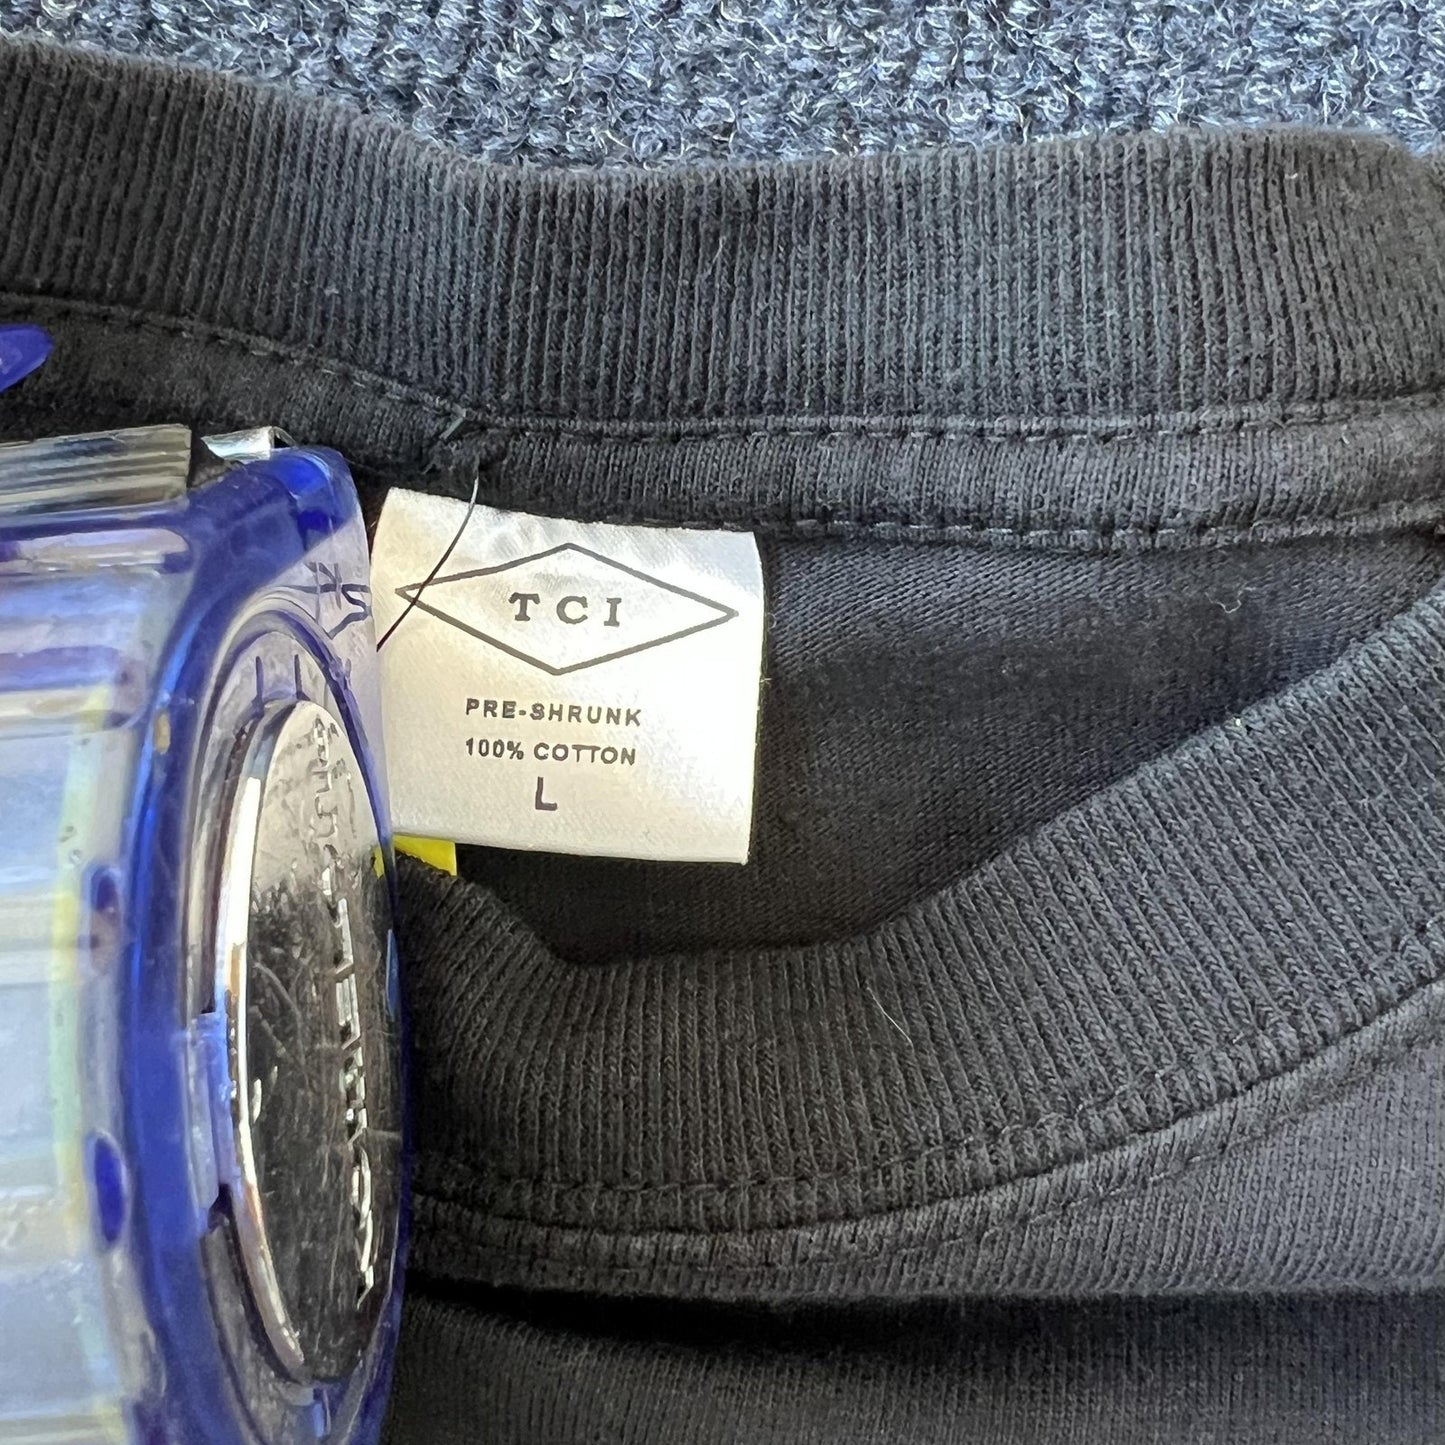 TCI
PRE-SHRUNK
100% COTTON
L